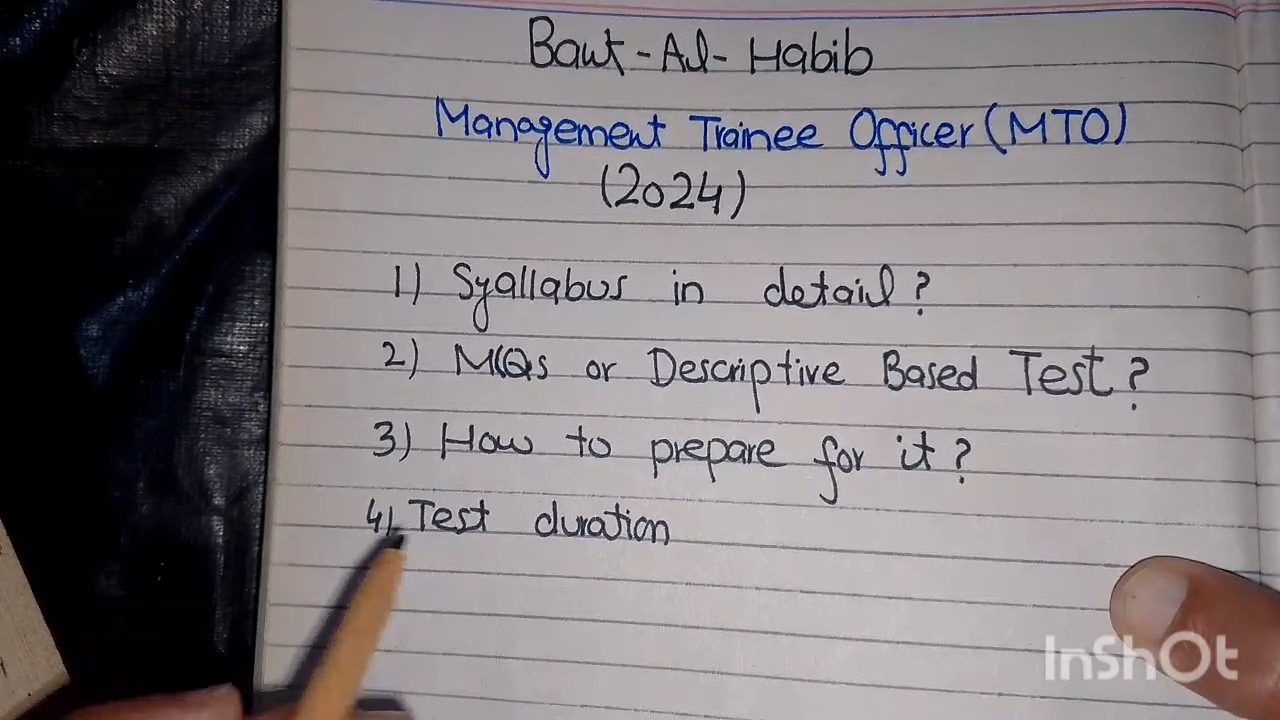 Bank-Al-Habib
Management Trainee Officer (MTO)
(2024)
1) Syallabus in detail?
2) MCQs or Descriptive Based Test?
3) How to prepare for it?
4) Test duration
InShOt